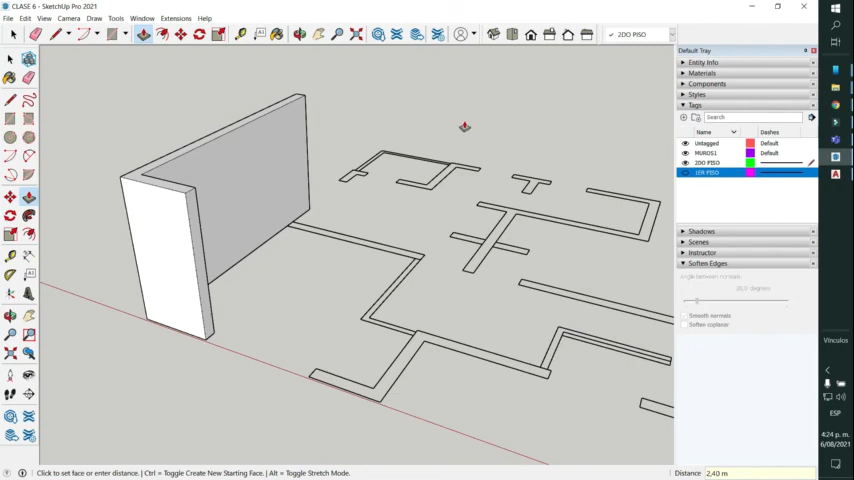 CLASE 6 - SketchUp Pro 2021
File Edit View Camera Draw Tools Window Extensions Help
2DO PISO
Default Tray
Entity Info
Materials
Components
Styles
Tags
Search
Name Dashes
Untagged Default
MUROS1 Default
2DO PISO
1ER PISO
Shadows
Scenes
Instructor
Soften Edges
Angle between normals:
20,0 degrees
Smooth normals
Soften coplanar
Vínculos
ESP
4:24 p. m.
6/08/2021
Click to set face or enter distance. | Ctrl = Toggle Create New Starting Face. | Alt = Toggle Stretch Mode.
Distance 2,40 m